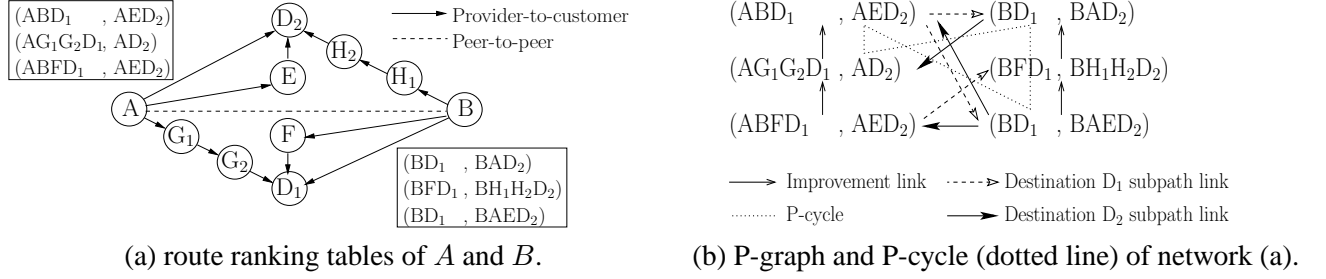 (ABD1 , AED2)
(AG1G2D1, AD2)
(ABFD1 , AED2)
D2
H2
H1
E
A
B
F
G1
G2
D1
Provider-to-customer
Peer-to-peer
(BD1 , BAD2)
(BFD1 , BH1H2D2)
(BD1 , BAED2)
(a) route ranking tables of A and B.
(ABD1 , AED2) (BD1 , BAD2)
(AG1G2D1 , AD2) (BFD1 , BH1H2D2)
(ABFD1 , AED2) (BD1 , BAED2)
Improvement link
Destination D1 subpath link
P-cycle
Destination D2 subpath link
(b) P-graph and P-cycle (dotted line) of network (a).